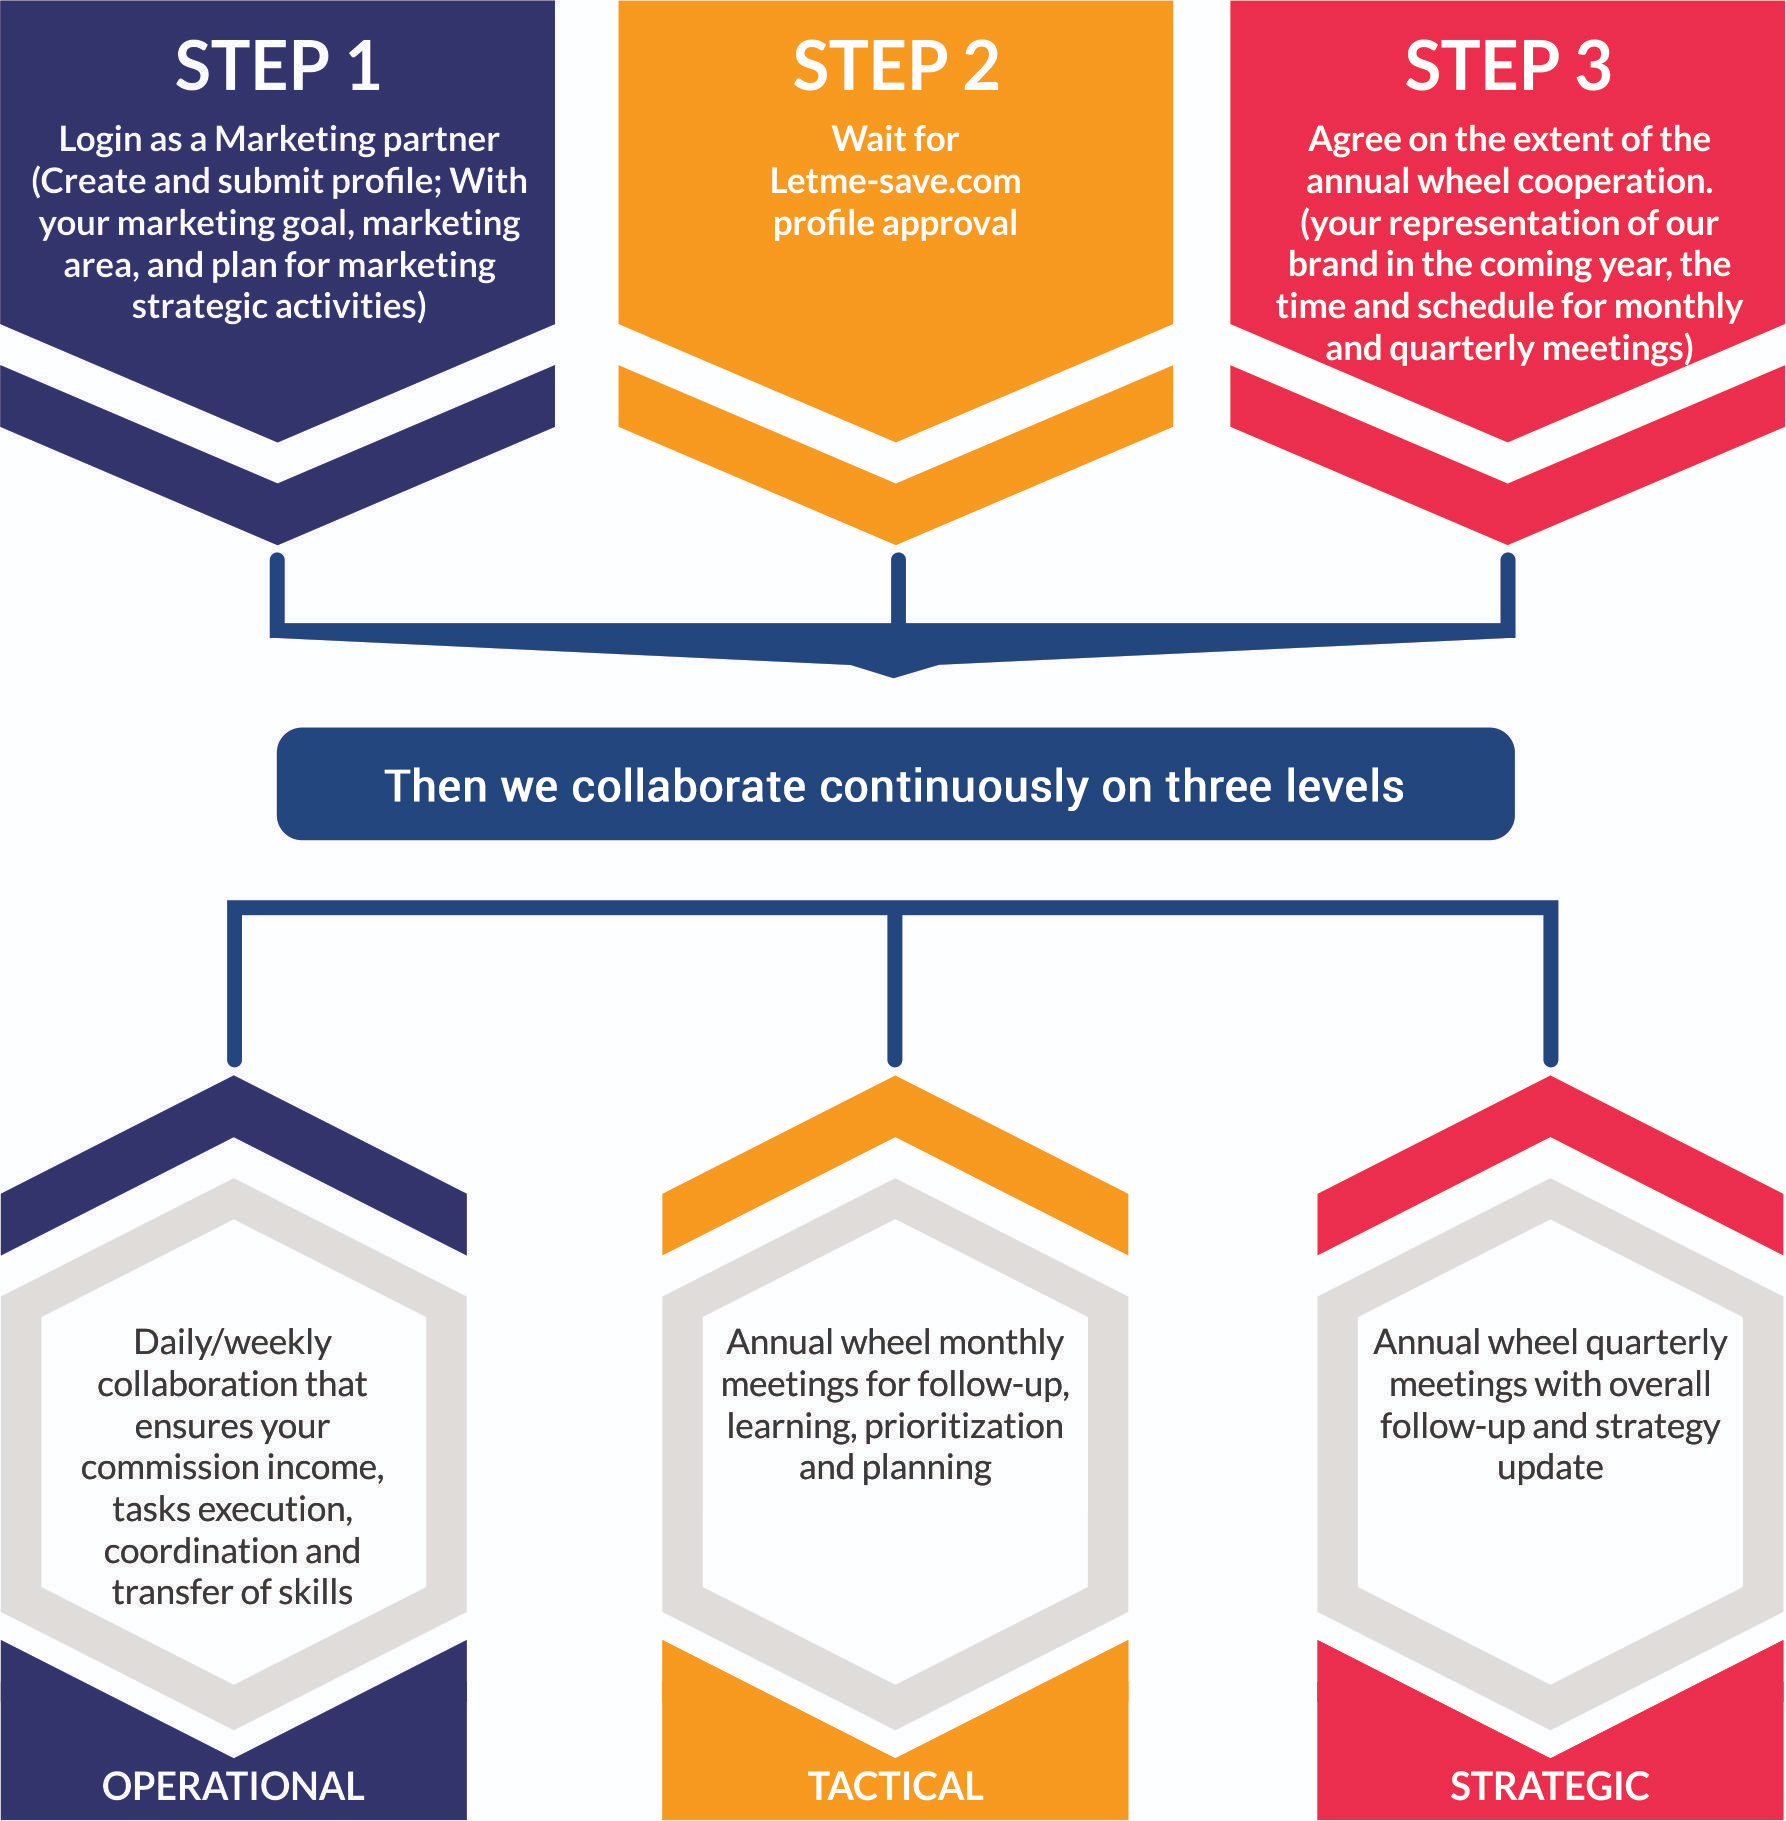 STEP 1
Login as a Marketing partner
(Create and submit profile; With
your marketing goal, marketing
area, and plan for marketing
strategic activities)
STEP 2
Wait for
Letme-save.com
profile approval
STEP 3
Agree on the extent of the
annual wheel cooperation.
(your representation of our
brand in the coming year, the
time and schedule for monthly
and quarterly meetings)
Then we collaborate continuously on three levels
Daily/weekly
collaboration that
ensures your
commission income,
tasks execution,
coordination and
transfer of skills
OPERATIONAL
Annual wheel monthly
meetings for follow-up,
learning, prioritization
and planning
TACTICAL
Annual wheel quarterly
meetings with overall
follow-up and strategy
update
STRATEGIC